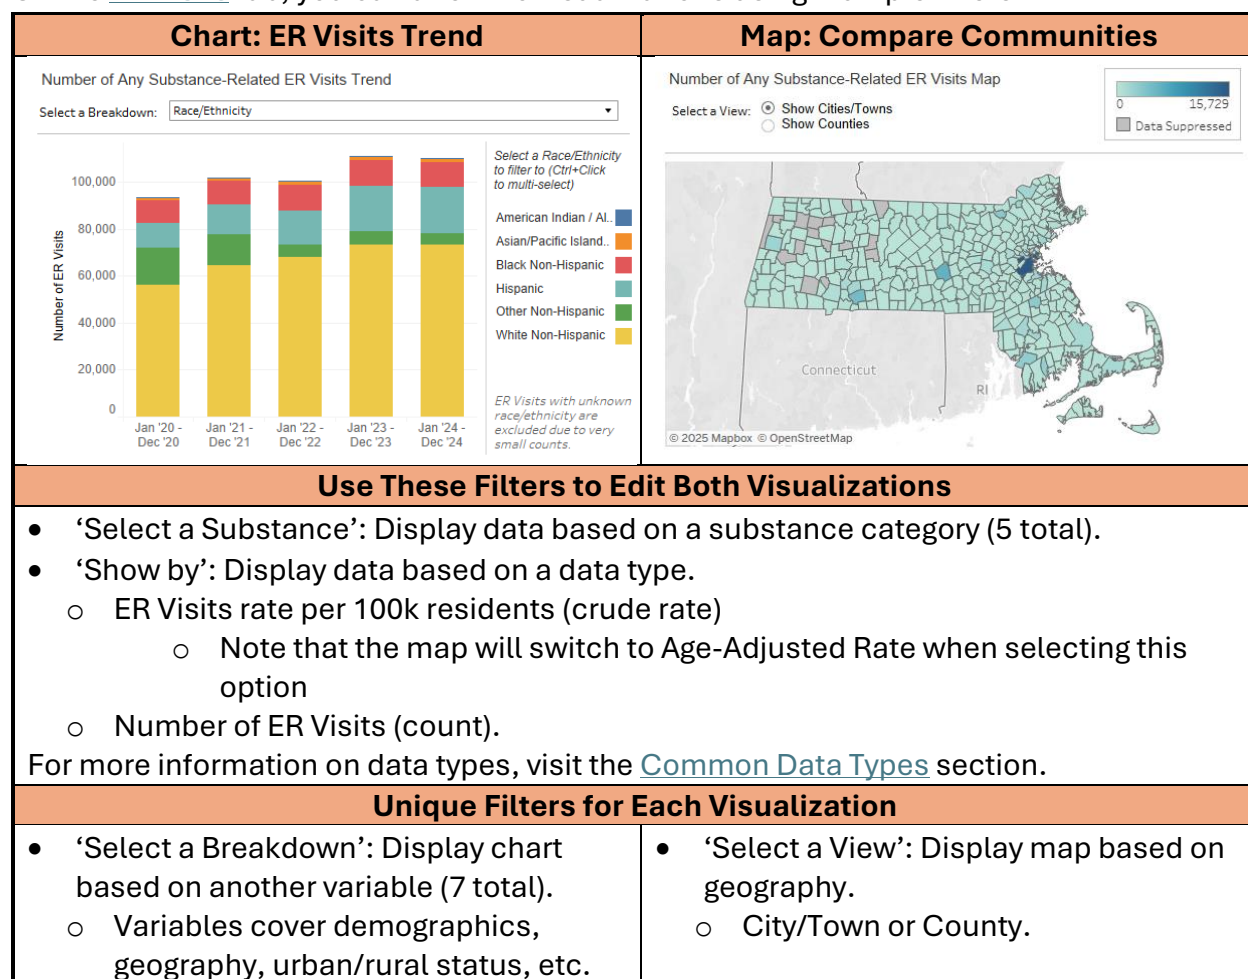 Chart: ER Visits Trend
Map: Compare Communities
Number of Any Substance-Related ER Visits Trend
Select a Breakdown: Race/Ethnicity
Number of ER Visits
100,000
80,000
60,000
40,000
20,000
0
Jan '20 -
Dec '20
Jan '21 -
Dec '21
Jan '22 -
Dec '22
Jan '23 -
Dec '23
Jan '24 -
Dec '24
Select a Race/Ethnicity
to filter to (Ctrl+Click
to multi-select)
American Indian / Al..
Asian/Pacific Island..
Black Non-Hispanic
Hispanic
Other Non-Hispanic
White Non-Hispanic
ER Visits with unknown
race/ethnicity are
excluded due to very
small counts.
Number of Any Substance-Related ER Visits Map
Select a View: Show Cities/Towns
Show Counties
0 15,729
Data Suppressed
Connecticut
RI
© 2025 Mapbox © OpenStreetMap
Use These Filters to Edit Both Visualizations
• ‘Select a Substance’: Display data based on a substance category (5 total).
• ‘Show by’: Display data based on a data type.
o ER Visits rate per 100k residents (crude rate)
o Note that the map will switch to Age-Adjusted Rate when selecting this
option
o Number of ER Visits (count).
For more information on data types, visit the Common Data Types section.
Unique Filters for Each Visualization
• ‘Select a Breakdown’: Display chart
based on another variable (7 total).
o Variables cover demographics,
geography, urban/rural status, etc.
• ‘Select a View’: Display map based on
geography.
o City/Town or County.